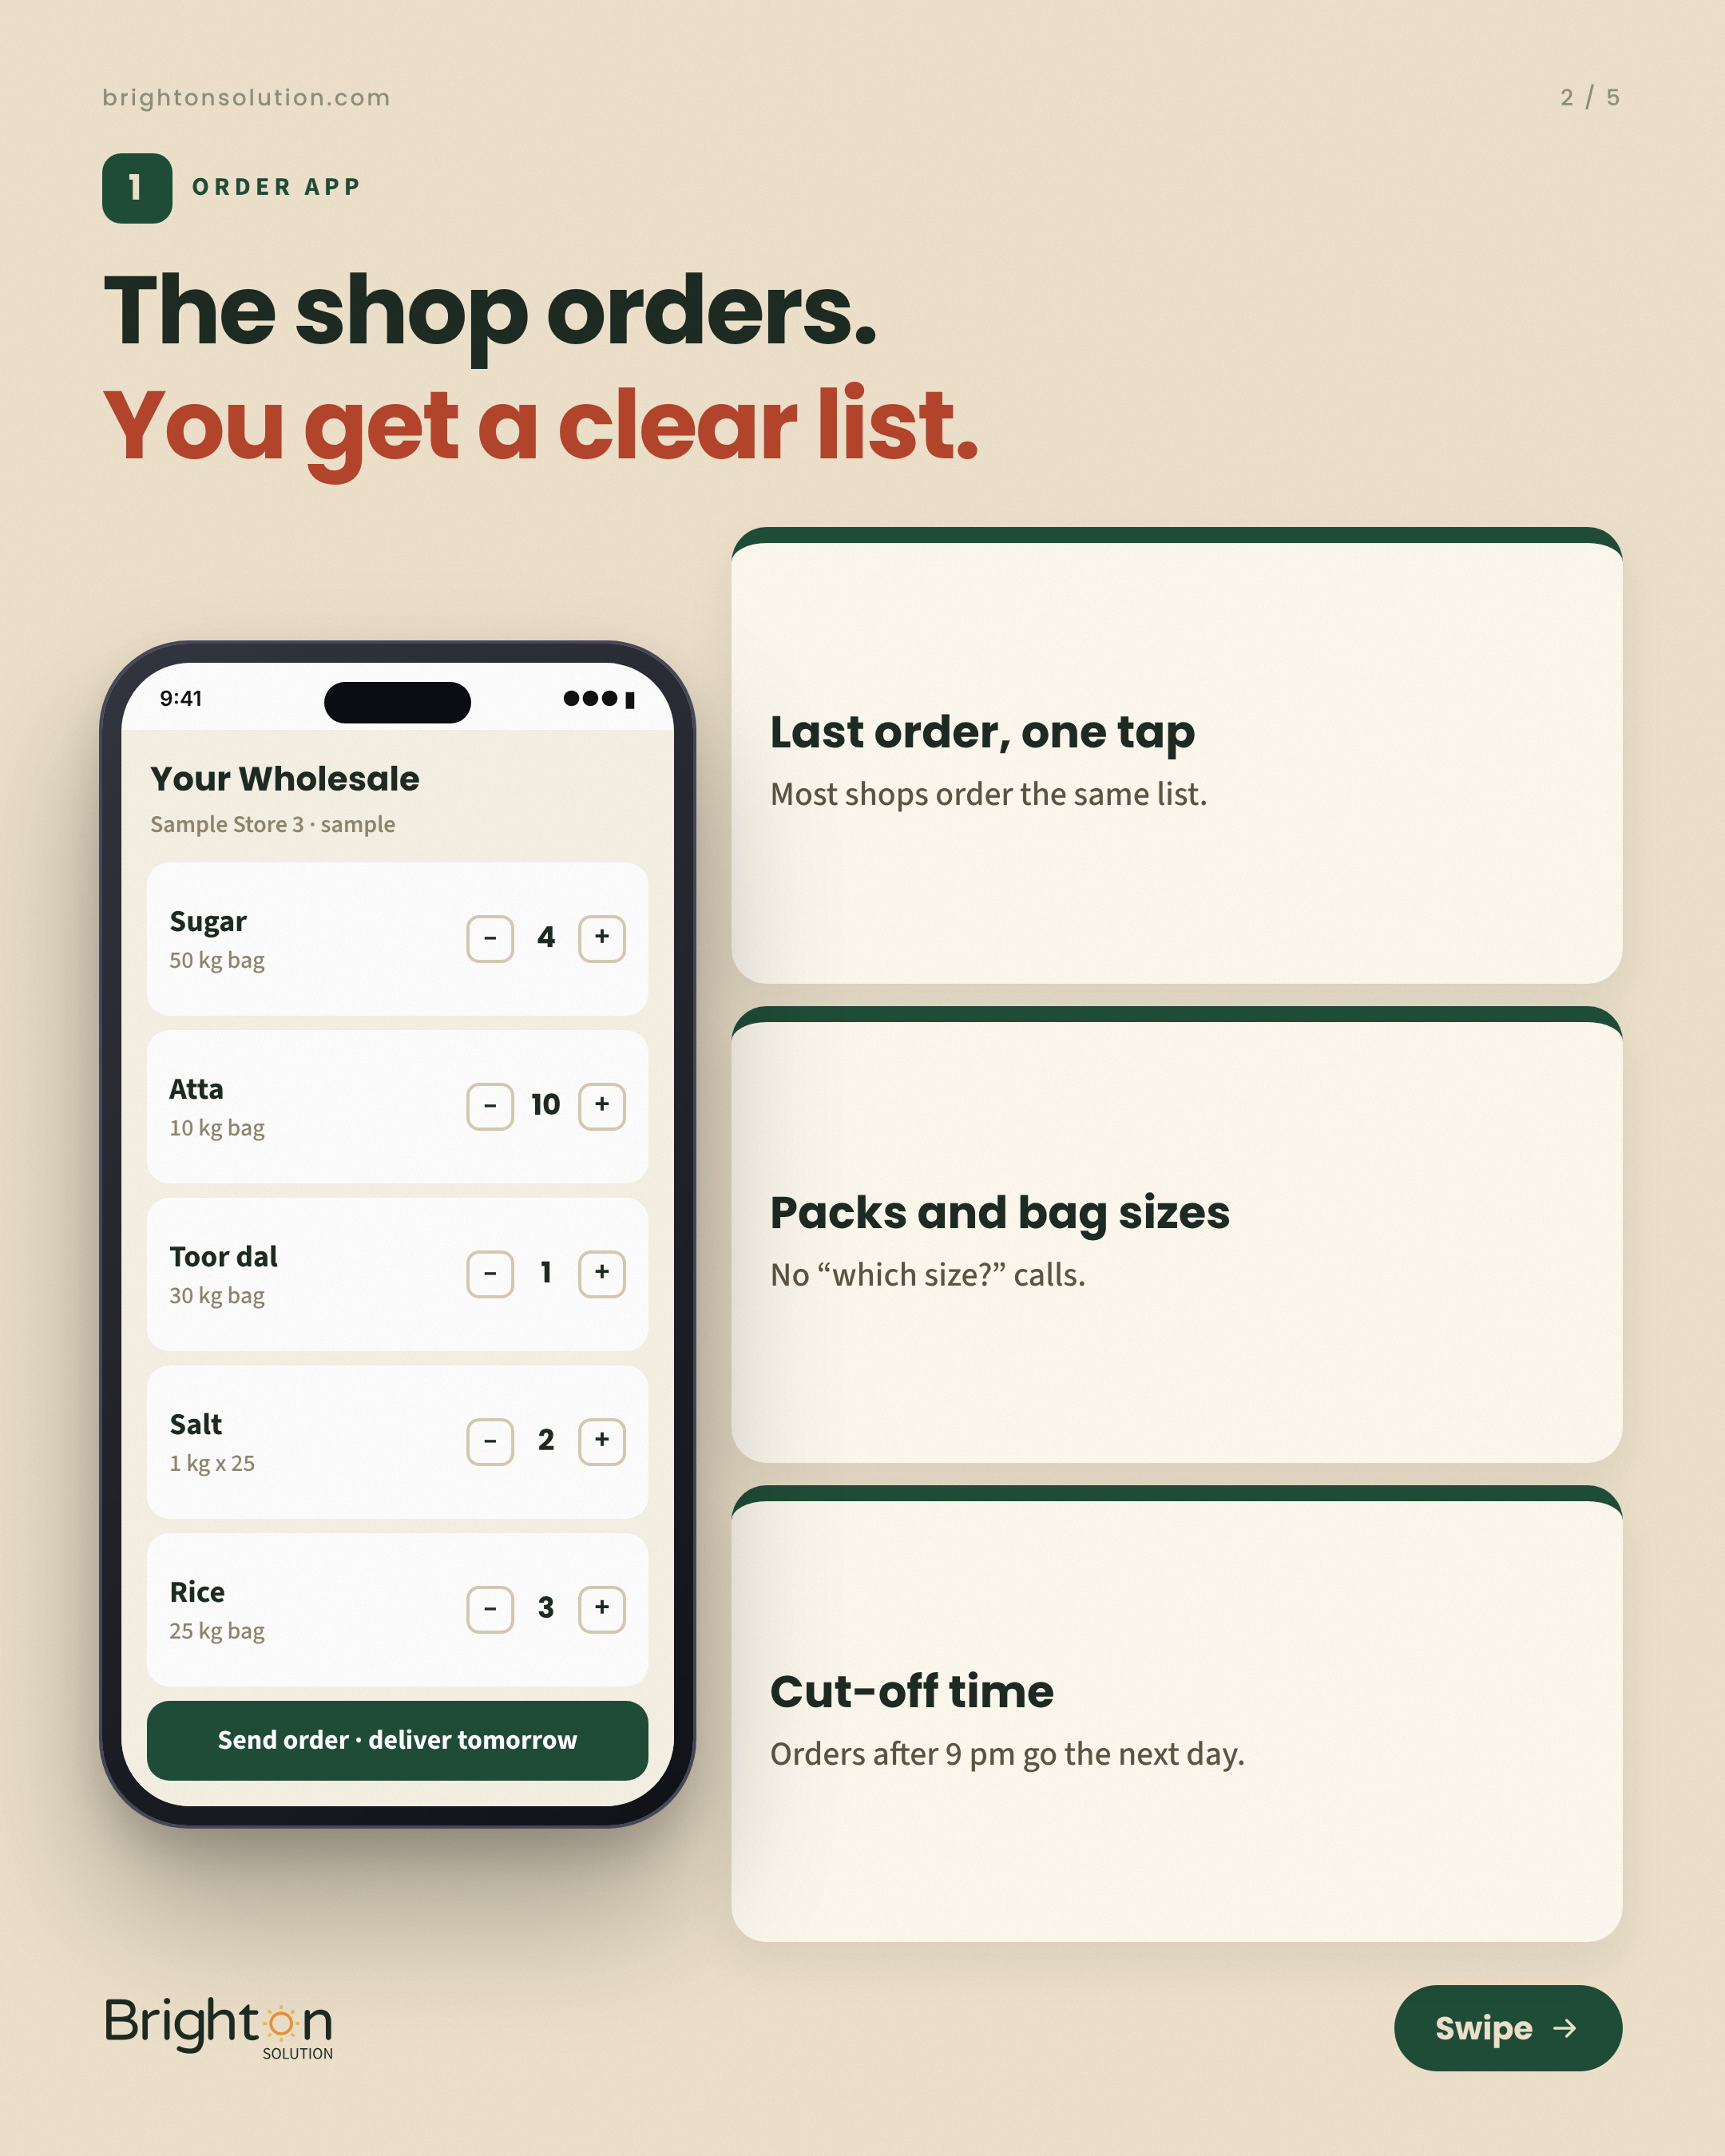 brightonsolution.com
2 / 5
1
ORDER APP
The shop orders.
You get a clear list.
9:41
Your Wholesale
Sample Store 3 · sample
Sugar
50 kg bag
– 4 +
Atta
10 kg bag
– 10 +
Toor dal
30 kg bag
– 1 +
Salt
1 kg x 25
– 2 +
Rice
25 kg bag
– 3 +
Send order · deliver tomorrow
Last order, one tap
Most shops order the same list.
Packs and bag sizes
No “which size?” calls.
Cut-off time
Orders after 9 pm go the next day.
Brighton
SOLUTION
Swipe →